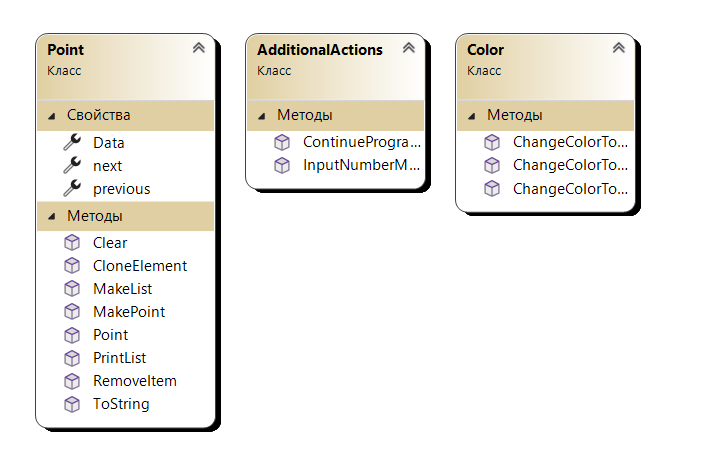 Point
Класс
Свойства
Data
next
previous
Методы
Clear
CloneElement
MakeList
MakePoint
Point
PrintList
RemoveItem
ToString
AdditionalActions
Класс
Методы
ContinueProgra...
InputNumberM...
Color
Класс
Методы
ChangeColorTo...
ChangeColorTo...
ChangeColorTo...